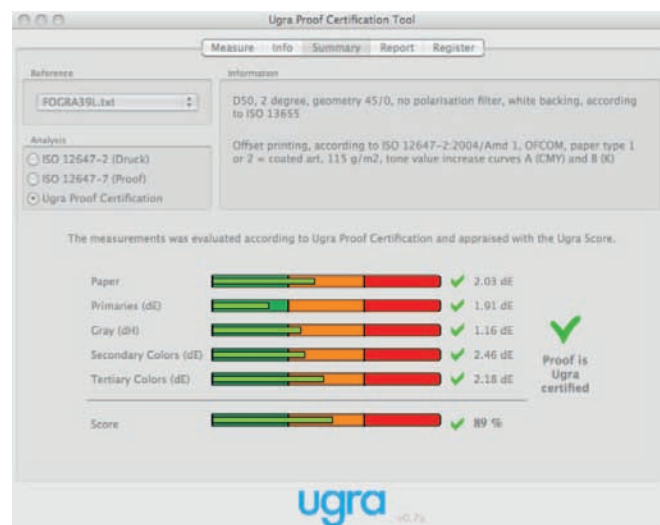 Ugra Proof Certification Tool
Measure Info Summary Report Register
Reference
FOGRA39L.txt
Analysis
ISO 12647-2 (Druck)
ISO 12647-7 (Proof)
Ugra Proof Certification
Information
D50, 2 degree, geometry 45/0, no polarisation filter, white backing, according
to ISO 13655
Offset printing, according to ISO 12647-2:2004/Amd 1, OFCOM, paper type 1
or 2 = coated art, 115 g/m2, tone value increase curves A (CMY) and B (K)
The measurements was evaluated according to Ugra Proof Certification and appraised with the Ugra Score.
Paper 2.03 dE
Primaries (dE) 1.91 dE
Gray (dH) 1.16 dE
Secondary Colors (dE) 2.46 dE
Tertiary Colors (dE) 2.18 dE
Score 89 %
Proof is
Ugra
certified
ugra